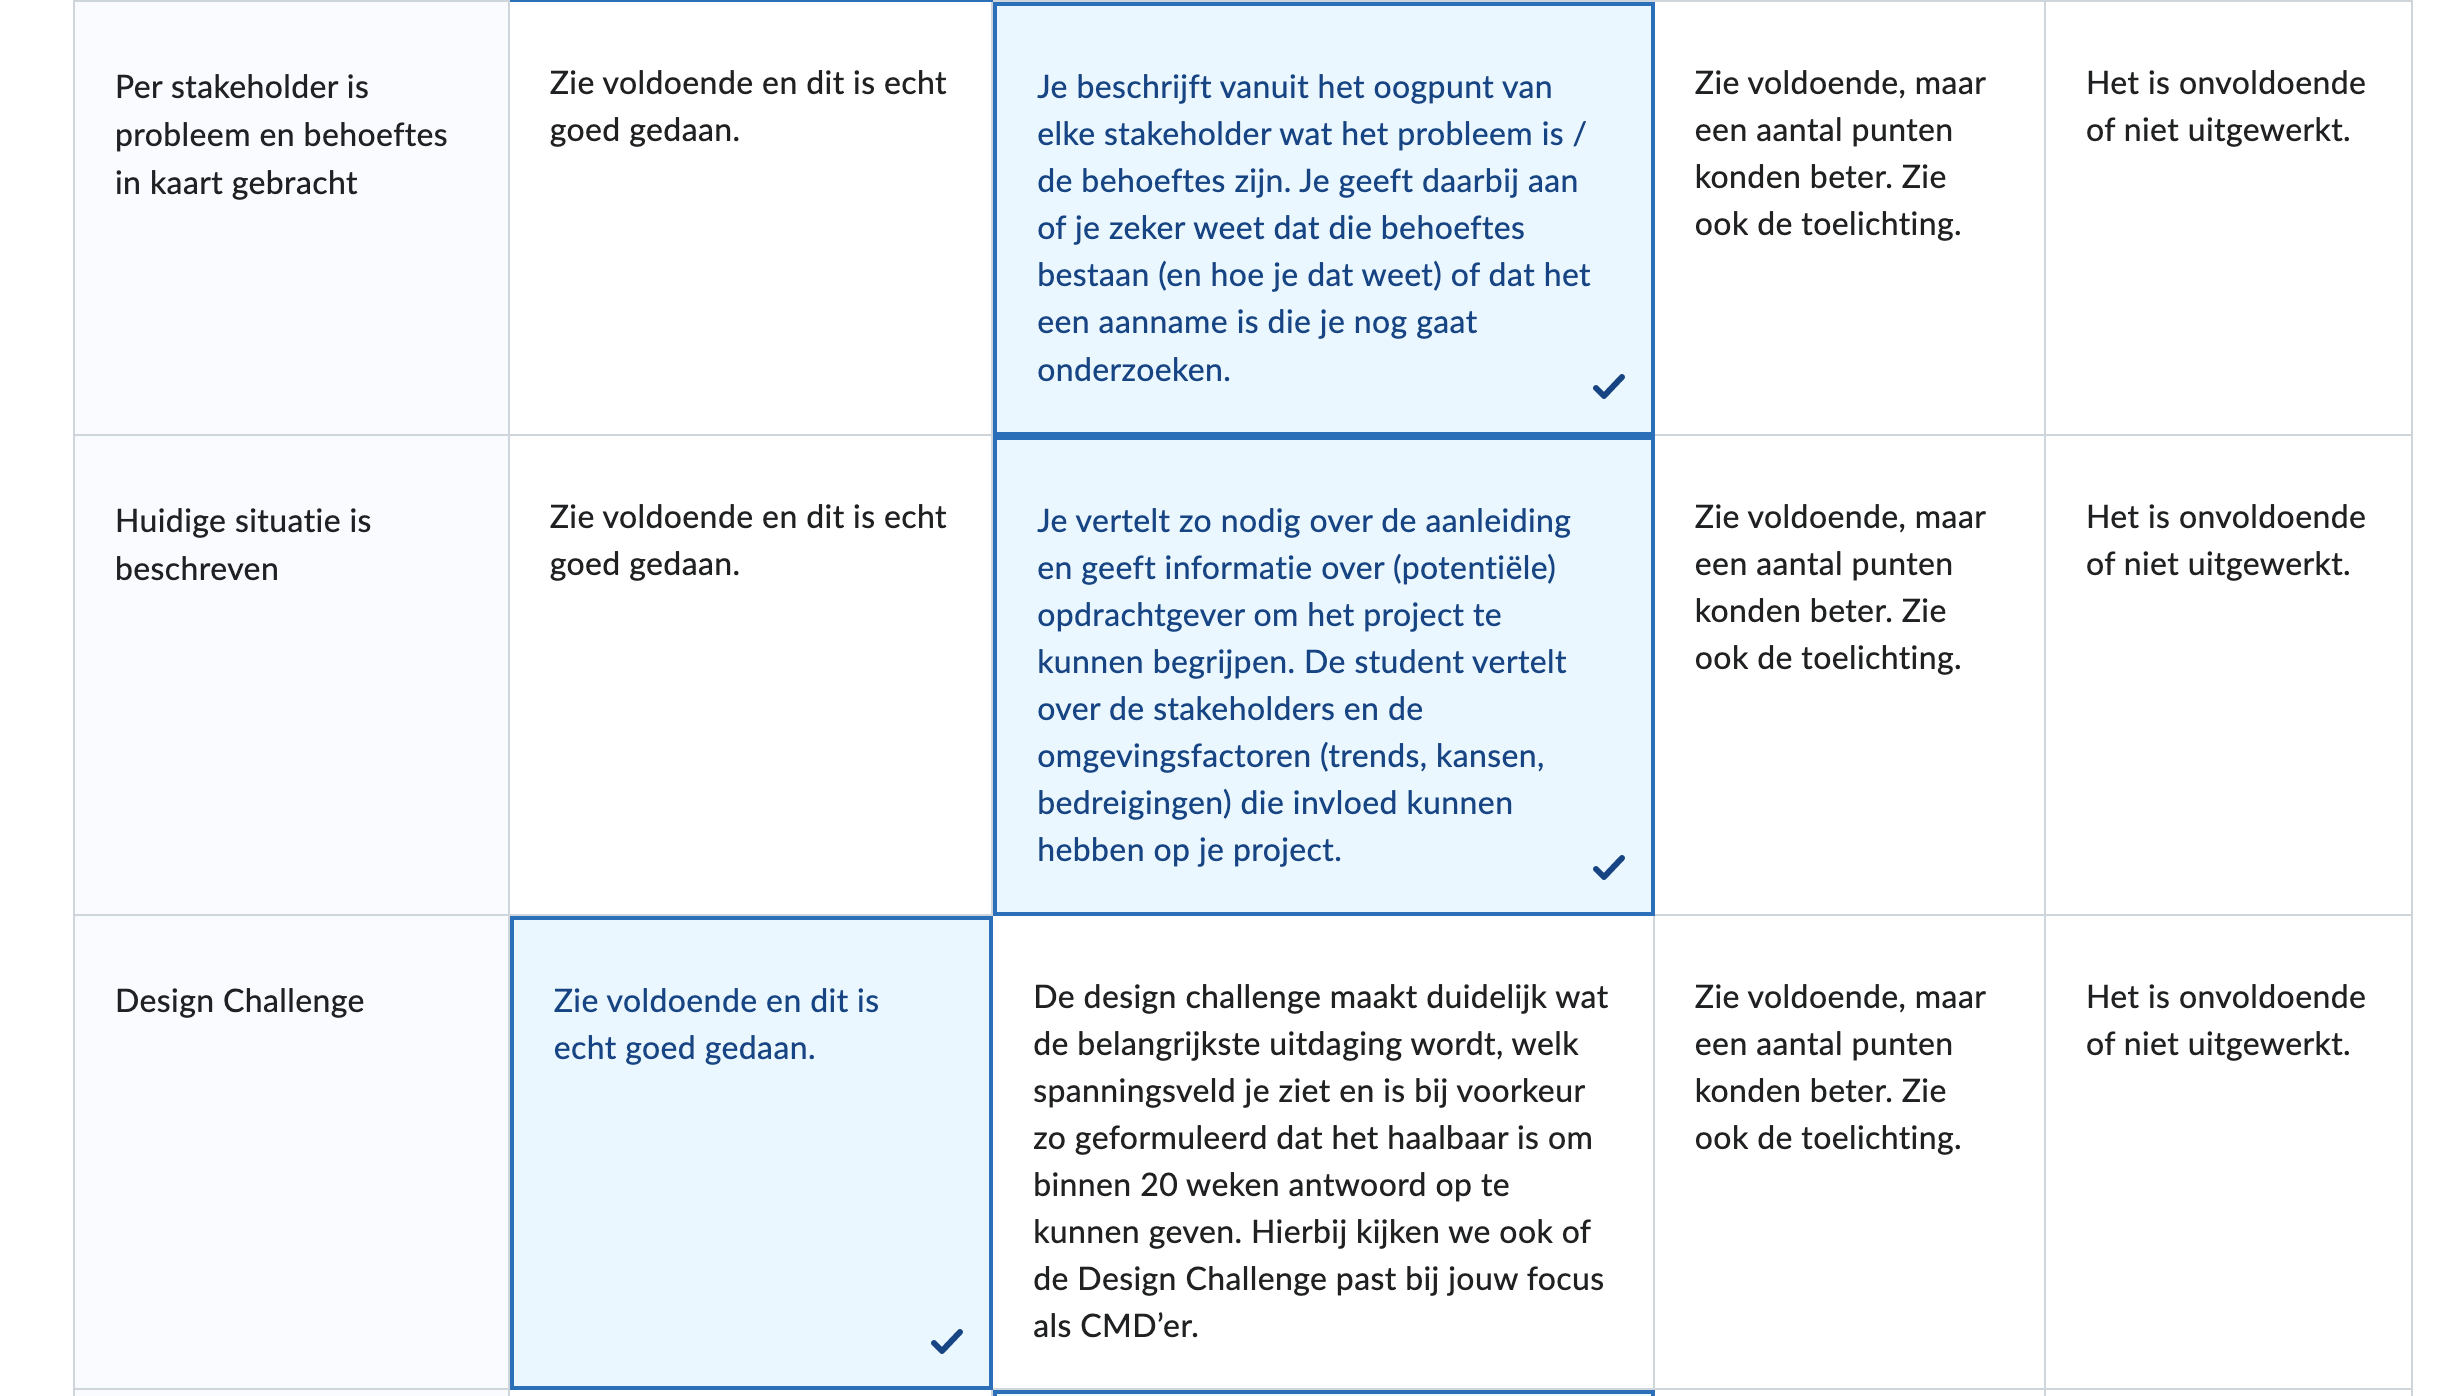 Per stakeholder is
probleem en behoeftes
in kaart gebracht
Zie voldoende en dit is echt
goed gedaan.
Je beschrijft vanuit het oogpunt van
elke stakeholder wat het probleem is /
de behoeftes zijn. Je geeft daarbij aan
of je zeker weet dat die behoeftes
bestaan (en hoe je dat weet) of dat het
een aanname is die je nog gaat
onderzoeken.
Zie voldoende, maar
een aantal punten
konden beter. Zie
ook de toelichting.
Het is onvoldoende
of niet uitgewerkt.
Huidige situatie is
beschreven
Zie voldoende en dit is echt
goed gedaan.
Je vertelt zo nodig over de aanleiding
en geeft informatie over (potentiële)
opdrachtgever om het project te
kunnen begrijpen. De student vertelt
over de stakeholders en de
omgevingsfactoren (trends, kansen,
bedreigingen) die invloed kunnen
hebben op je project.
Zie voldoende, maar
een aantal punten
konden beter. Zie
ook de toelichting.
Het is onvoldoende
of niet uitgewerkt.
Design Challenge
Zie voldoende en dit is
echt goed gedaan.
De design challenge maakt duidelijk wat
de belangrijkste uitdaging wordt, welk
spanningsveld je ziet en is bij voorkeur
zo geformuleerd dat het haalbaar is om
binnen 20 weken antwoord op te
kunnen geven. Hierbij kijken we ook of
de Design Challenge past bij jouw focus
als CMD’er.
Zie voldoende, maar
een aantal punten
konden beter. Zie
ook de toelichting.
Het is onvoldoende
of niet uitgewerkt.